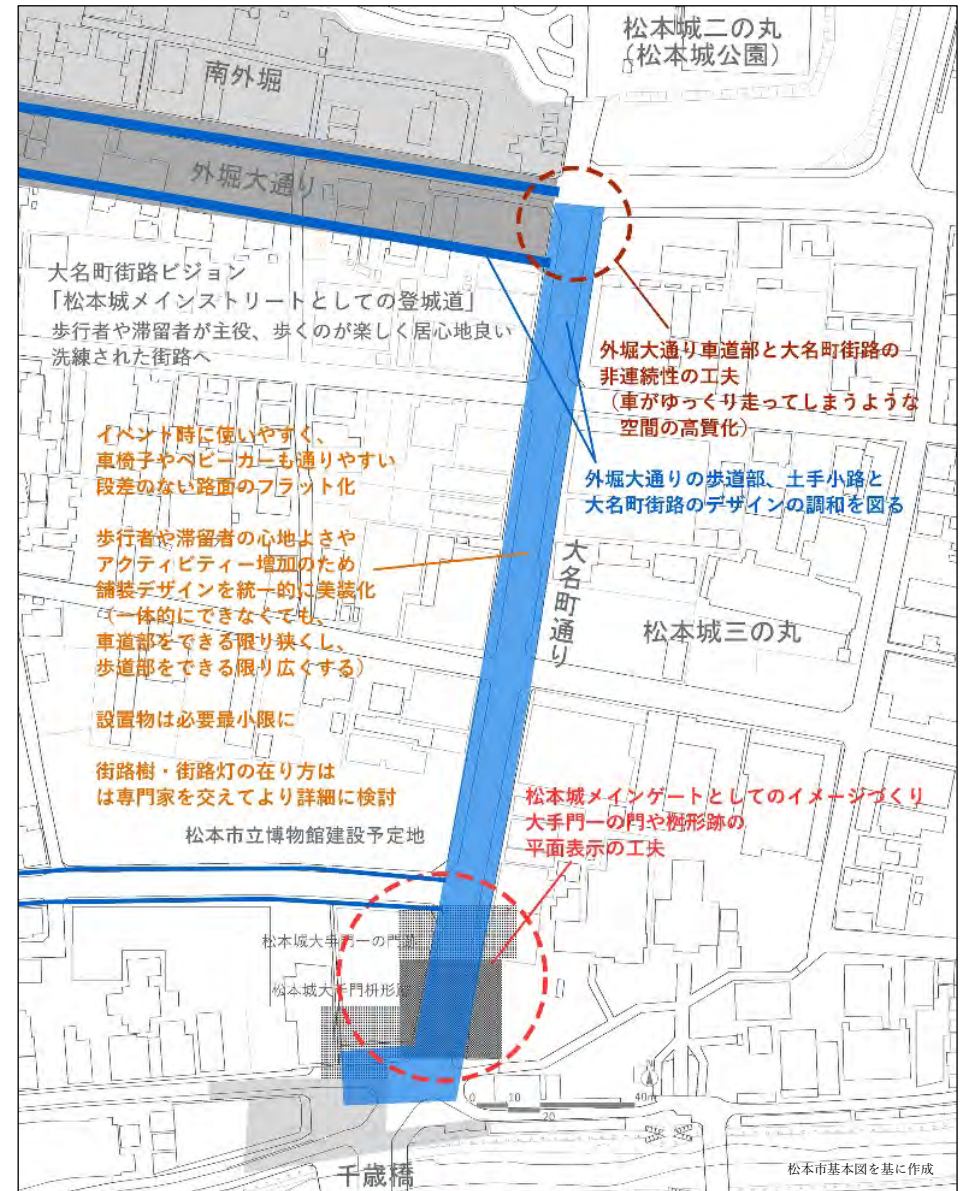 松本城二の丸
（松本城公園）
南外堀
外堀大通り
大名町街路ビジョン
「松本城メインストリートとしての登城道」
歩行者や滞留者が主役、歩くのが楽しく居心地良い
洗練された街路へ
外堀大通り車道部と大名町街路の
非連続性の工夫
（車がゆっくり走ってしまうような
空間の高質化）
イベント時に使いやすく、
車椅子やベビーカーも通りやすい
段差のない路面のフラット化
外堀大通りの歩道部、土手小路と
大名町街路のデザインの調和を図る
歩行者や滞留者の心地よさや
アクティビティー増加のため
舗装デザインを統一的に美装化
（一体的にできなくても、
車道部をできる限り狭くし、
歩道部をできる限り広くする）
大名町通り
松本城三の丸
設置物は必要最小限に
街路樹・街路灯の在り方は
は専門家を交えてより詳細に検討
松本市立博物館建設予定地
松本城メインゲートとしてのイメージづくり
大手門一の門や桝形跡の
平面表示の工夫
松本城大手門一の門跡
松本城大手門枡形跡
N
0 10 20 40m
千歳橋
松本市基本図を基に作成